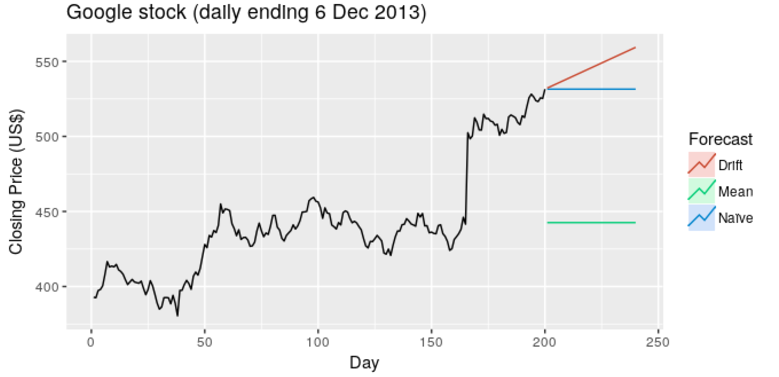 Google stock (daily ending 6 Dec 2013)
550
500
450
400
Closing Price (US$)
0 50 100 150 200 250
Day
Forecast
Drift
Mean
Naïve